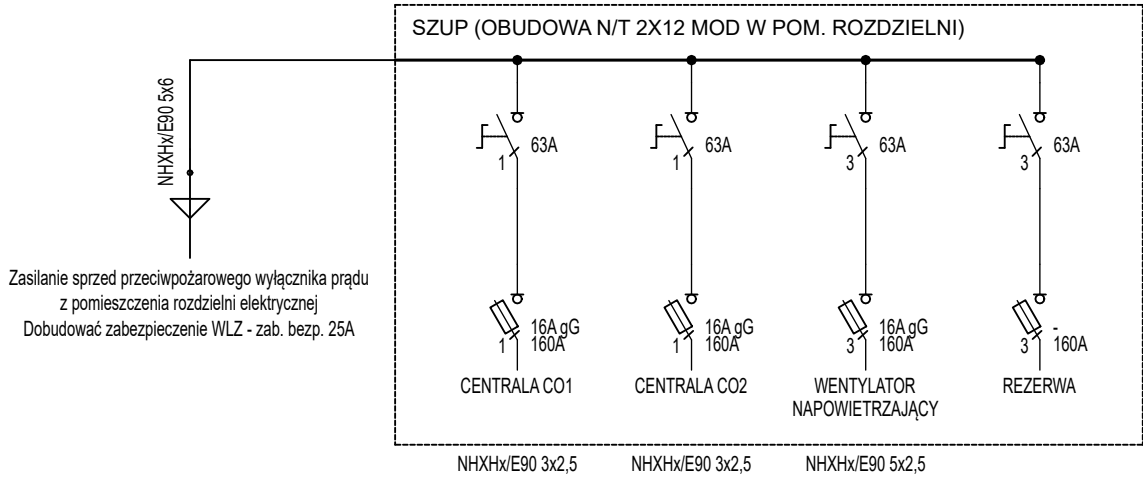 SZUP (OBUDOWA N/T 2X12 MOD W POM. ROZDZIELNI)
NHXHx/E90 5x6
63A
1
63A
1
63A
3
63A
3
Zasilanie sprzed przeciwpożarowego wyłącznika prądu
z pomieszczenia rozdzielni elektrycznej
Dobudować zabezpieczenie WLZ - zab. bezp. 25A
16A gG
160A
1
16A gG
160A
1
16A gG
160A
3
-
160A
3
CENTRALA CO1
CENTRALA CO2
WENTYLATOR
NAPOWIETRZAJĄCY
REZERWA
NHXHx/E90 3x2,5
NHXHx/E90 3x2,5
NHXHx/E90 5x2,5